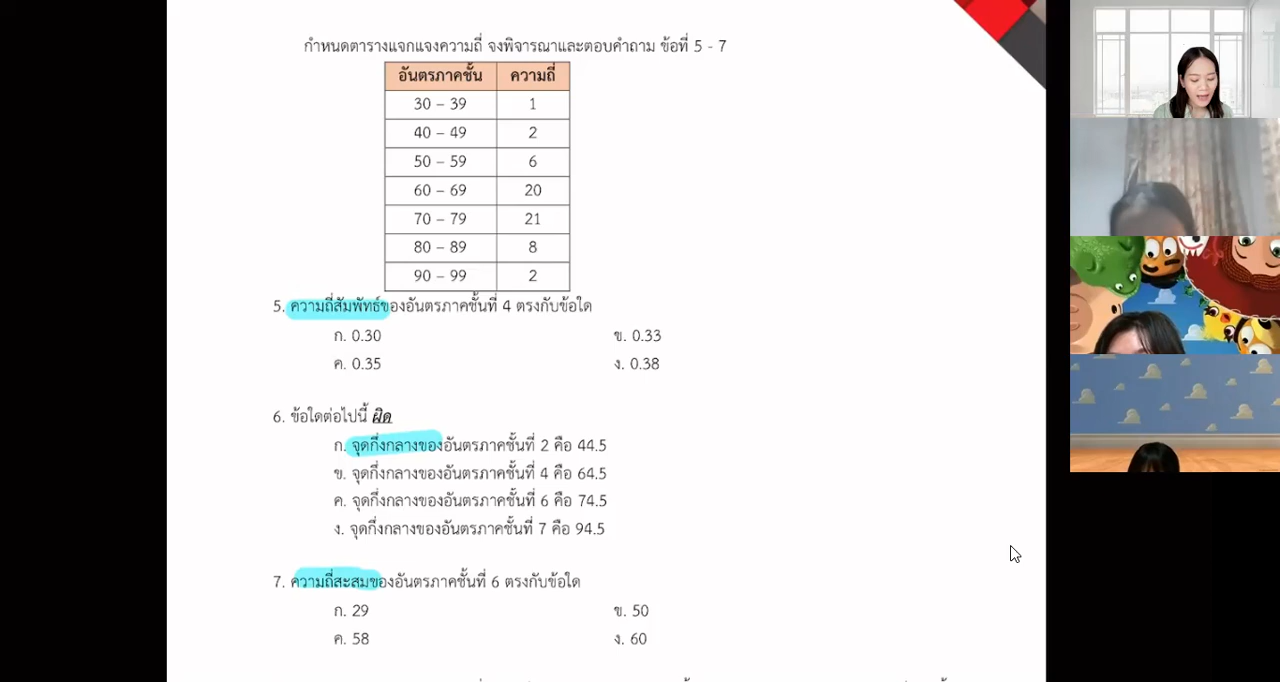 กำหนดตารางแจกแจงความถี่ จงพิจารณาและตอบคำถาม ข้อที่ 5 - 7
อันตรภาคชั้น ความถี่
30 – 39 1
40 – 49 2
50 – 59 6
60 – 69 20
70 – 79 21
80 – 89 8
90 – 99 2
5. ความถี่สัมพัทธ์ของอันตรภาคชั้นที่ 4 ตรงกับข้อใด
ก. 0.30 ข. 0.33
ค. 0.35 ง. 0.38
6. ข้อใดต่อไปนี้ ผิด
ก. จุดกึ่งกลางของอันตรภาคชั้นที่ 2 คือ 44.5
ข. จุดกึ่งกลางของอันตรภาคชั้นที่ 4 คือ 64.5
ค. จุดกึ่งกลางของอันตรภาคชั้นที่ 6 คือ 74.5
ง. จุดกึ่งกลางของอันตรภาคชั้นที่ 7 คือ 94.5
7. ความถี่สะสมของอันตรภาคชั้นที่ 6 ตรงกับข้อใด
ก. 29 ข. 50
ค. 58 ง. 60